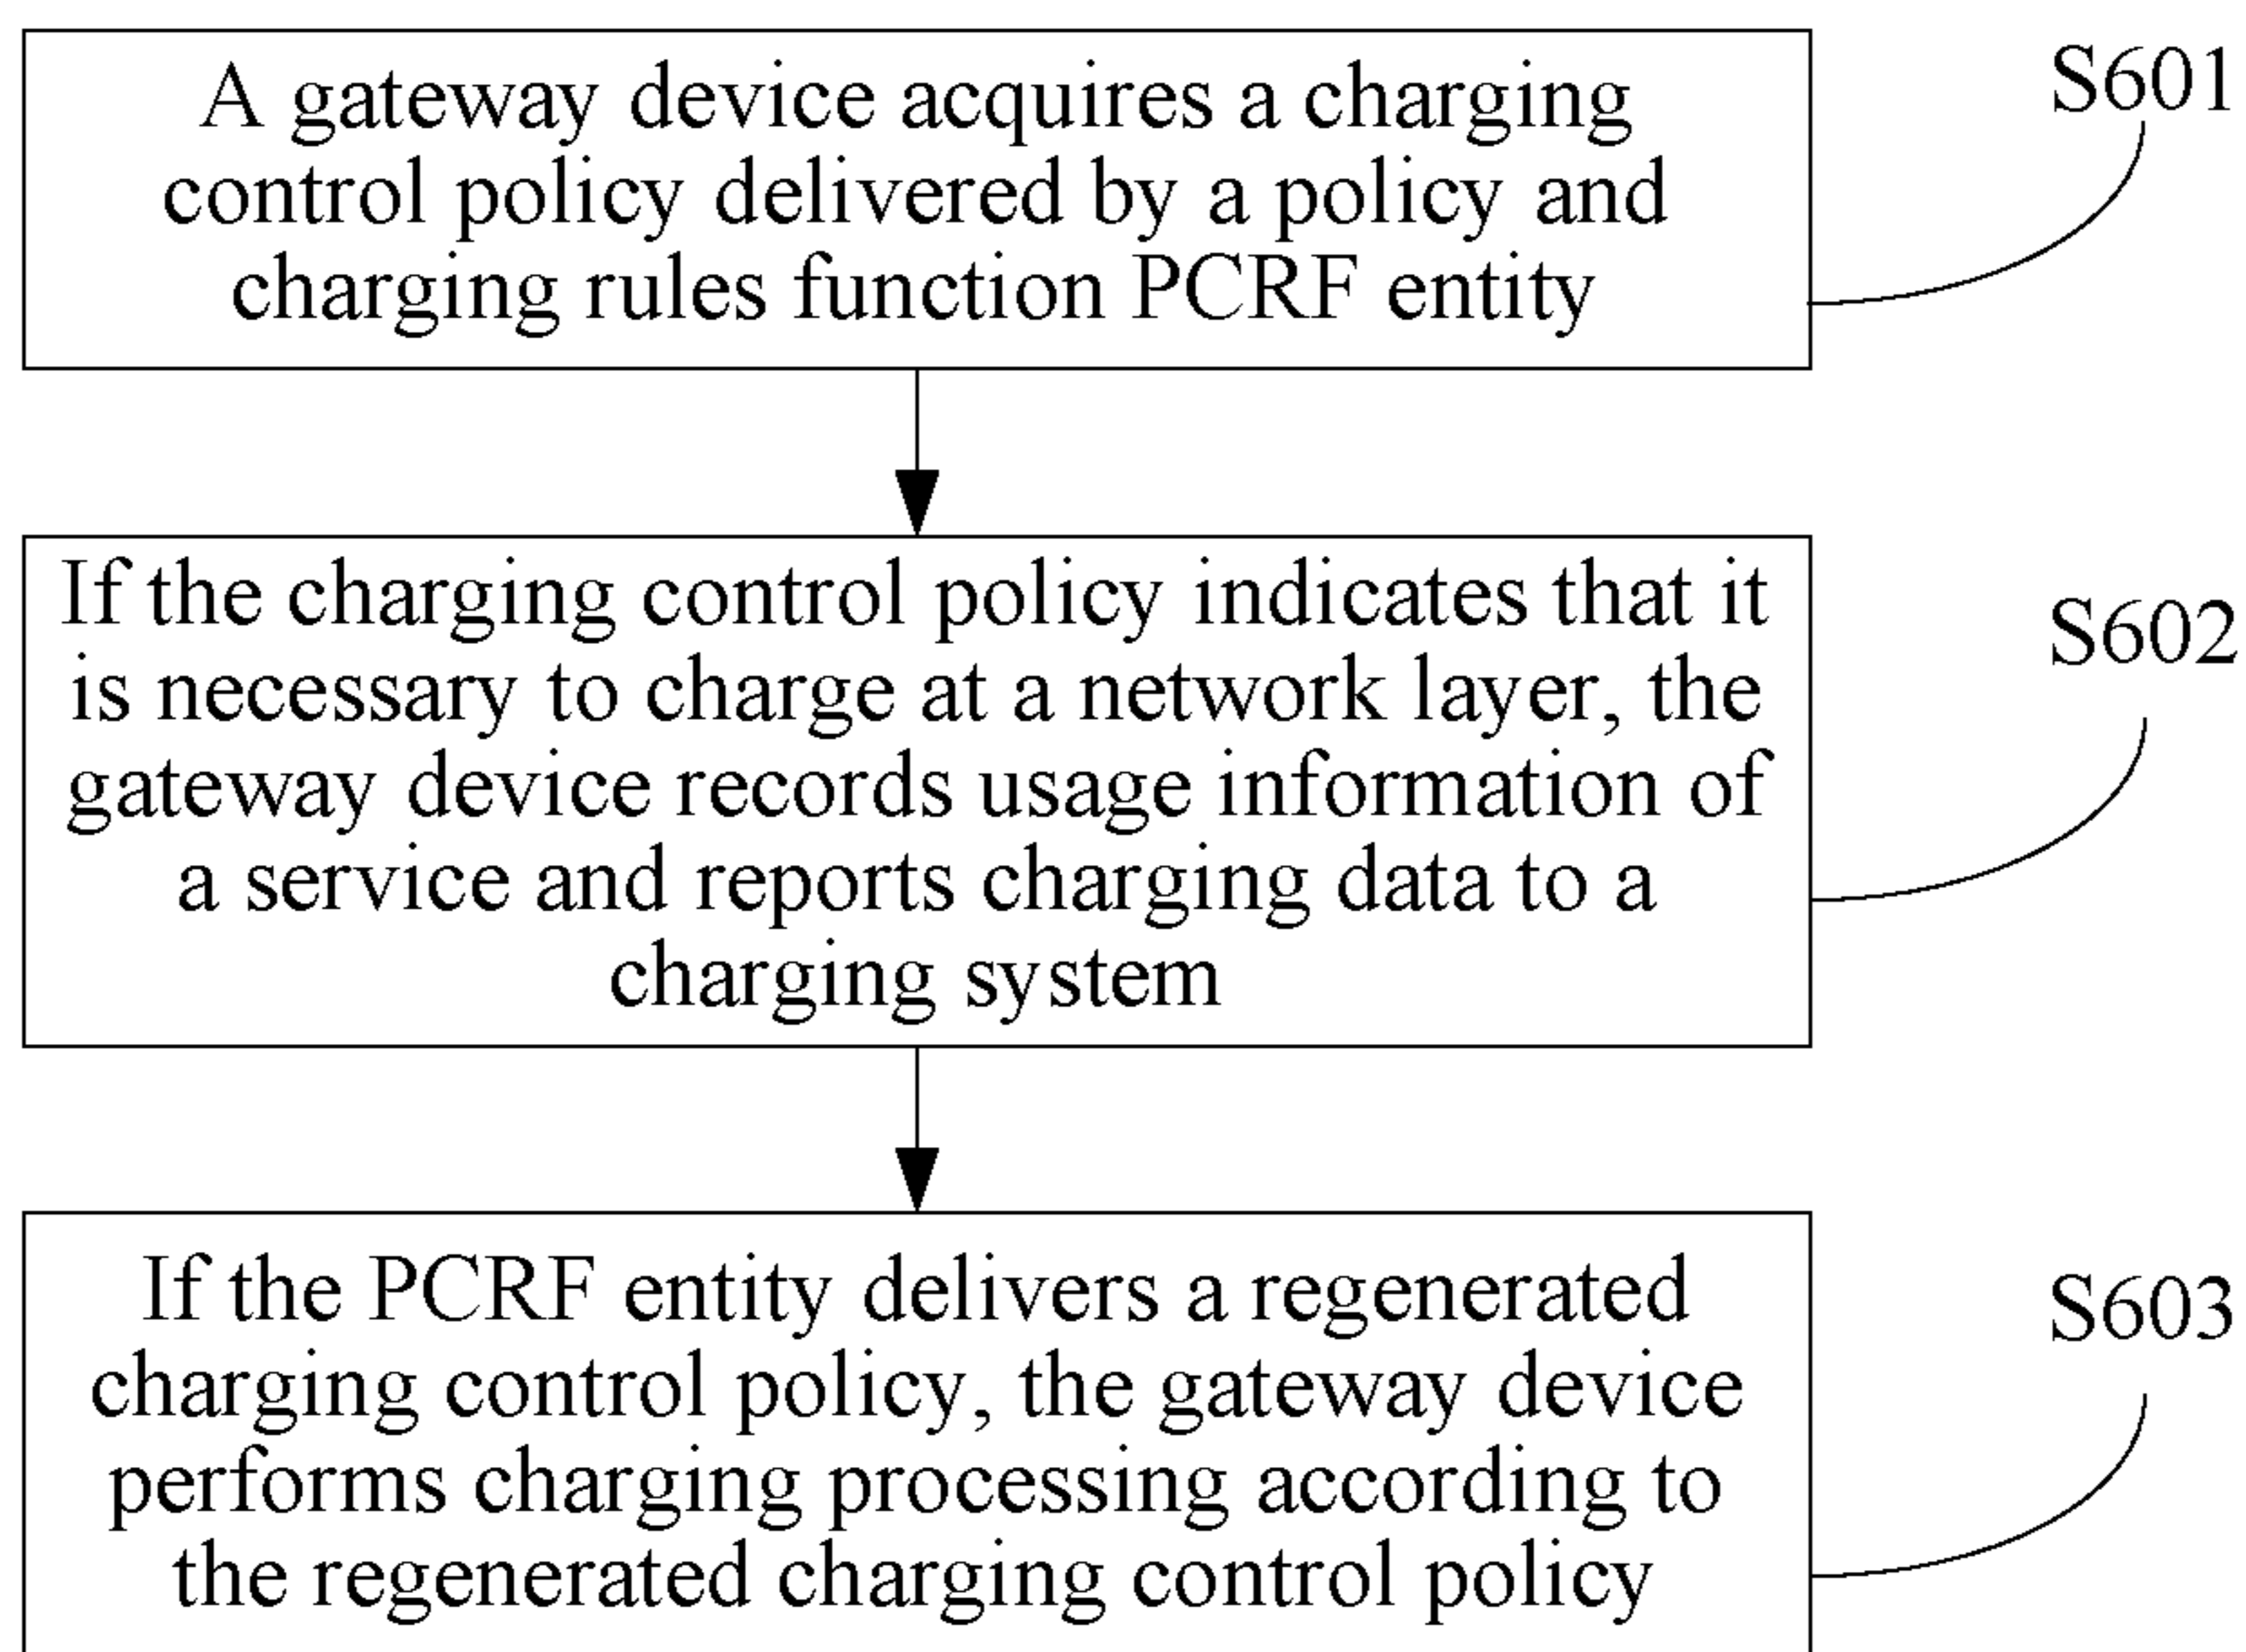 A gateway device acquires a charging
control policy delivered by a policy and
charging rules function PCRF entity
S601
If the charging control policy indicates that it
is necessary to charge at a network layer, the
gateway device records usage information of
a service and reports charging data to a
charging system
S602
If the PCRF entity delivers a regenerated
charging control policy, the gateway device
performs charging processing according to
the regenerated charging control policy
S603